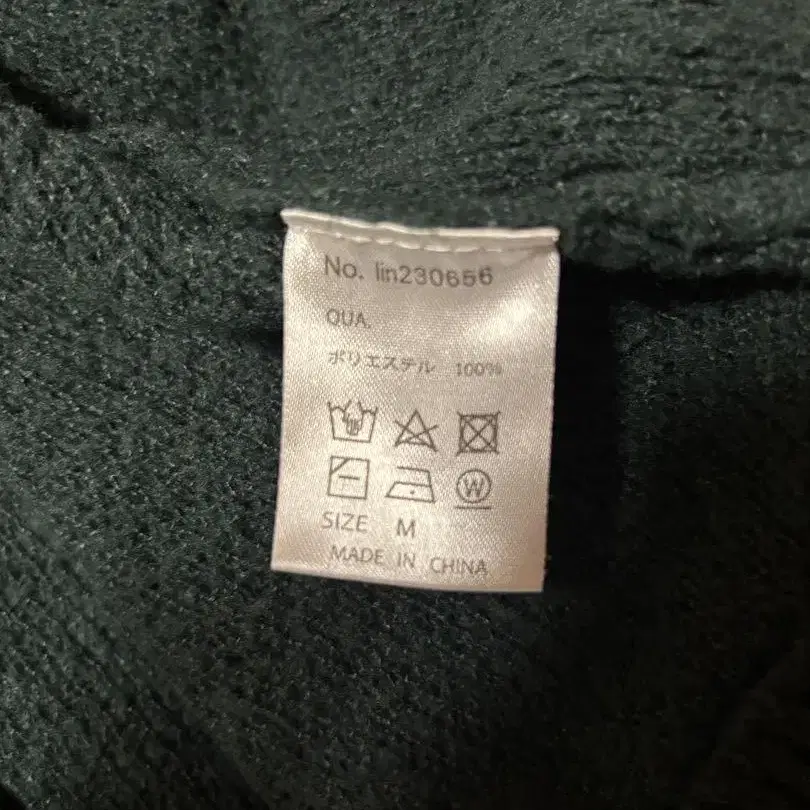 No. lin230656
QUA.
ポリエステル 100%
W
SIZE M
MADE IN CHINA